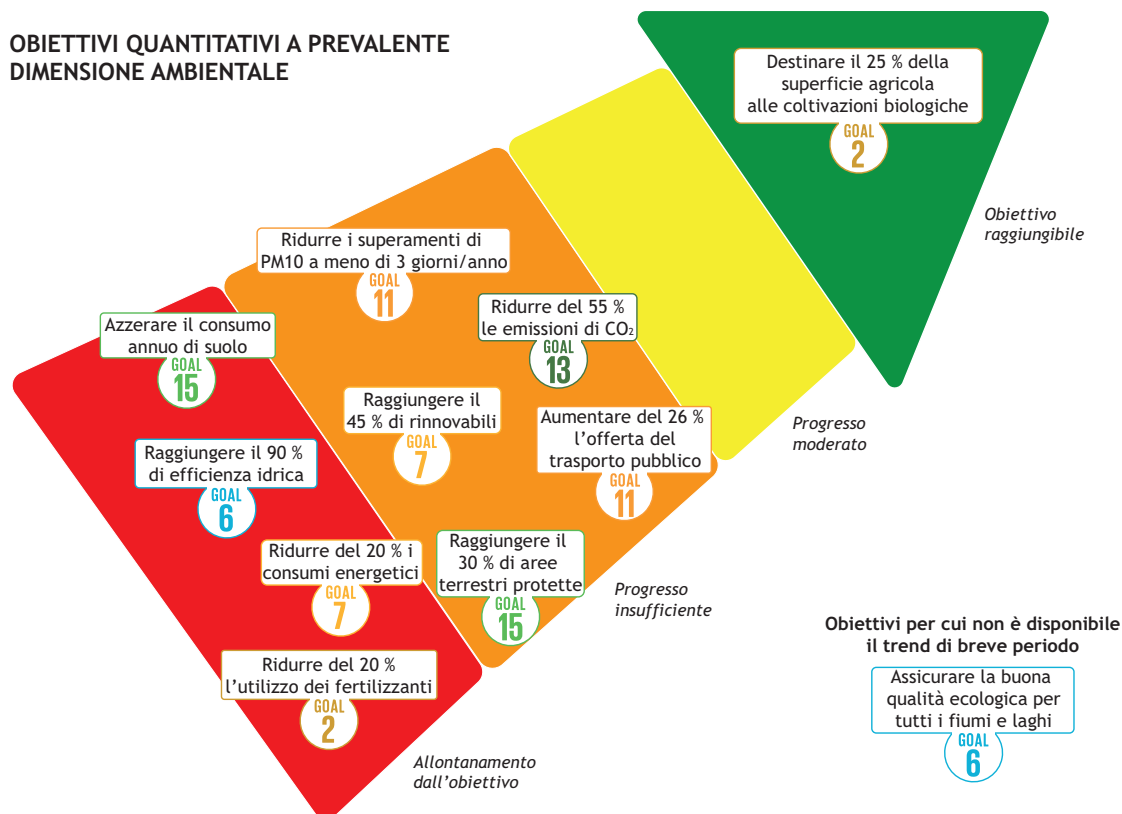 OBIETTIVI QUANTITATIVI A PREVALENTE
DIMENSIONE AMBIENTALE
Destinare il 25 % della
superficie agricola
alle coltivazioni biologiche
GOAL
2
Obiettivo
raggiungibile
Ridurre i superamenti di
PM10 a meno di 3 giorni/anno
GOAL
11
Ridurre del 55 %
le emissioni di CO₂
GOAL
13
Azzerare il consumo
annuo di suolo
GOAL
15
Raggiungere il
45 % di rinnovabili
GOAL
7
Aumentare del 26 %
l’offerta del
trasporto pubblico
GOAL
11
Progresso
moderato
Raggiungere il 90 %
di efficienza idrica
GOAL
6
Ridurre del 20 % i
consumi energetici
GOAL
7
Raggiungere il
30 % di aree
terrestri protette
GOAL
15
Progresso
insufficiente
Ridurre del 20 %
l’utilizzo dei fertilizzanti
GOAL
2
Allontanamento
dall’obiettivo
Obiettivi per cui non è disponibile
il trend di breve periodo
Assicurare la buona
qualità ecologica per
tutti i fiumi e laghi
GOAL
6